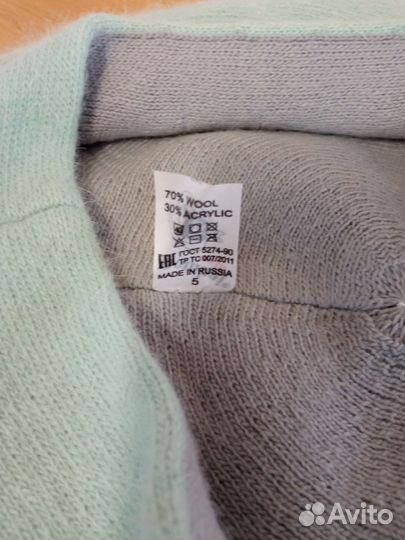 70% WOOL
30% ACRYLIC
EAC ГОСТ 5274-90
ТР ТС 007/2011
MADE IN RUSSIA
5
Avito